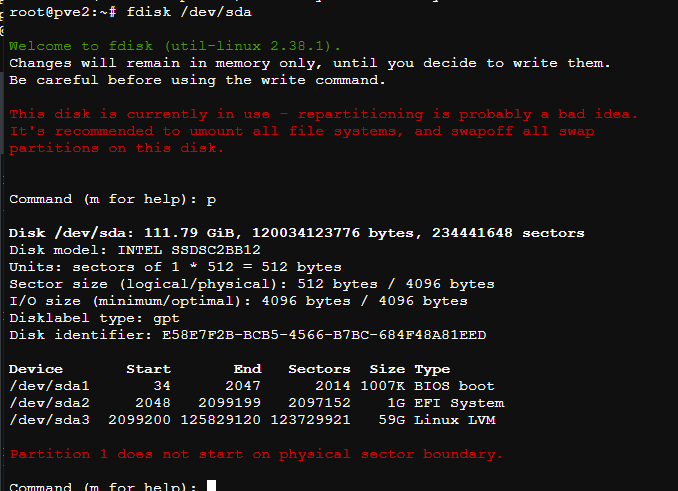 root@pve2:~# fdisk /dev/sda
Welcome to fdisk (util-linux 2.38.1).
Changes will remain in memory only, until you decide to write them.
Be careful before using the write command.
This disk is currently in use - repartitioning is probably a bad idea.
It's recommended to umount all file systems, and swapoff all swap
partitions on this disk.
Command (m for help): p
Disk /dev/sda: 111.79 GiB, 120034123776 bytes, 234441648 sectors
Disk model: INTEL SSDSC2BB12
Units: sectors of 1 * 512 = 512 bytes
Sector size (logical/physical): 512 bytes / 4096 bytes
I/O size (minimum/optimal): 4096 bytes / 4096 bytes
Disklabel type: gpt
Disk identifier: E58E7F2B-BCB5-4566-B7BC-684F48A81EED
Device Start End Sectors Size Type
/dev/sda1 34 2047 2014 1007K BIOS boot
/dev/sda2 2048 2099199 2097152 1G EFI System
/dev/sda3 2099200 125829120 123729921 59G Linux LVM
Partition 1 does not start on physical sector boundary.
Command (m for help):